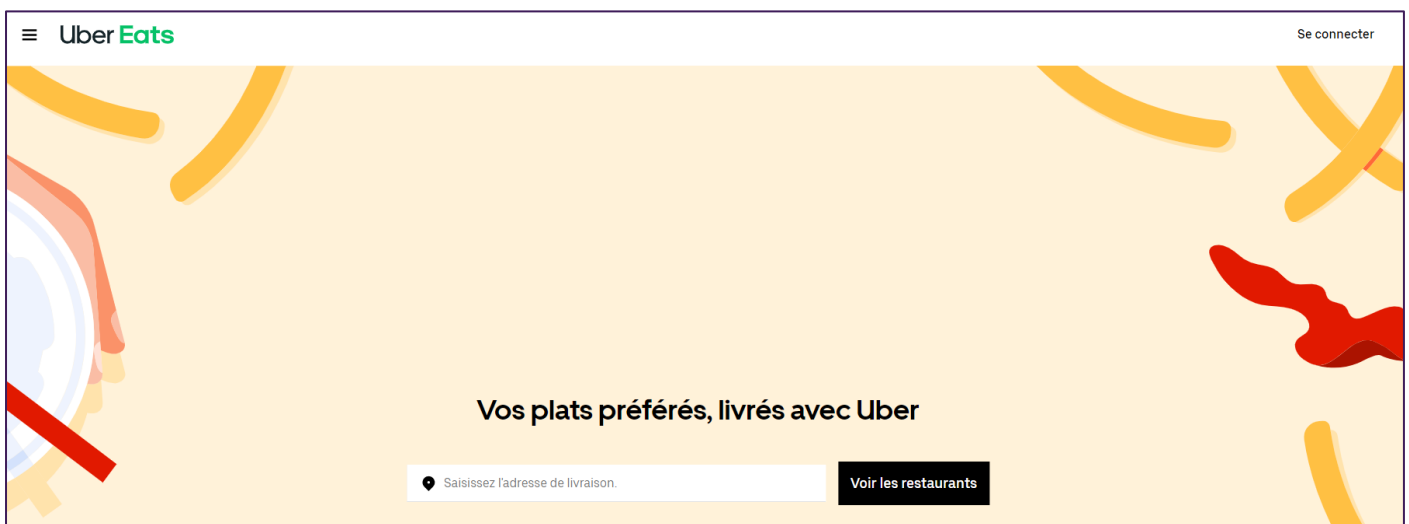 Uber Eats
Se connecter
Vos plats préférés, livrés avec Uber
Saisissez l'adresse de livraison.
Voir les restaurants